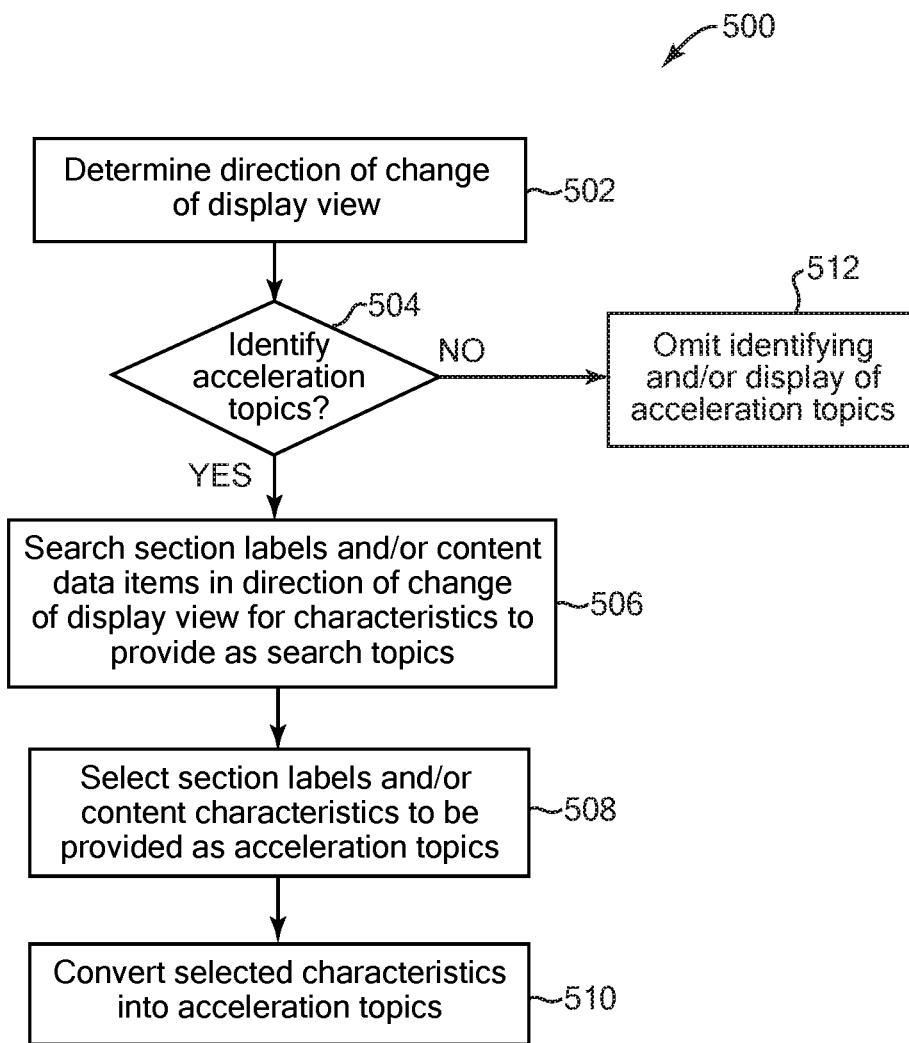 500
Determine direction of change
of display view
502
504
Identify
acceleration
topics?
NO
512
Omit identifying
and/or display of
acceleration topics
YES
Search section labels and/or content
data items in direction of change
of display view for characteristics to
provide as search topics
506
Select section labels and/or
content characteristics to be
provided as acceleration topics
508
Convert selected characteristics
into acceleration topics
510